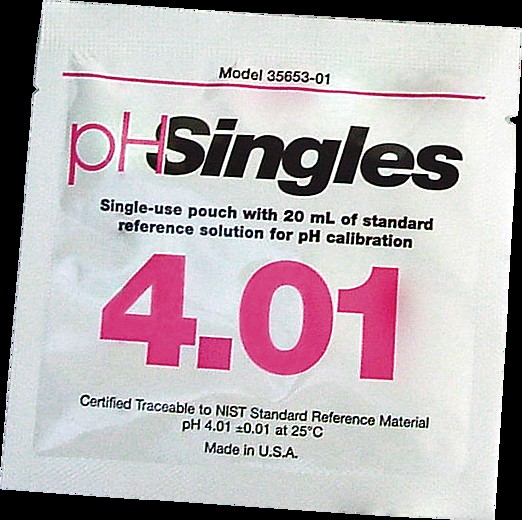 Model 35653-01
pHSingles
Single-use pouch with 20 mL of standard
reference solution for pH calibration
4.01
Certified Traceable to NIST Standard Reference Material
pH 4.01 ±0.01 at 25°C
Made in U.S.A.